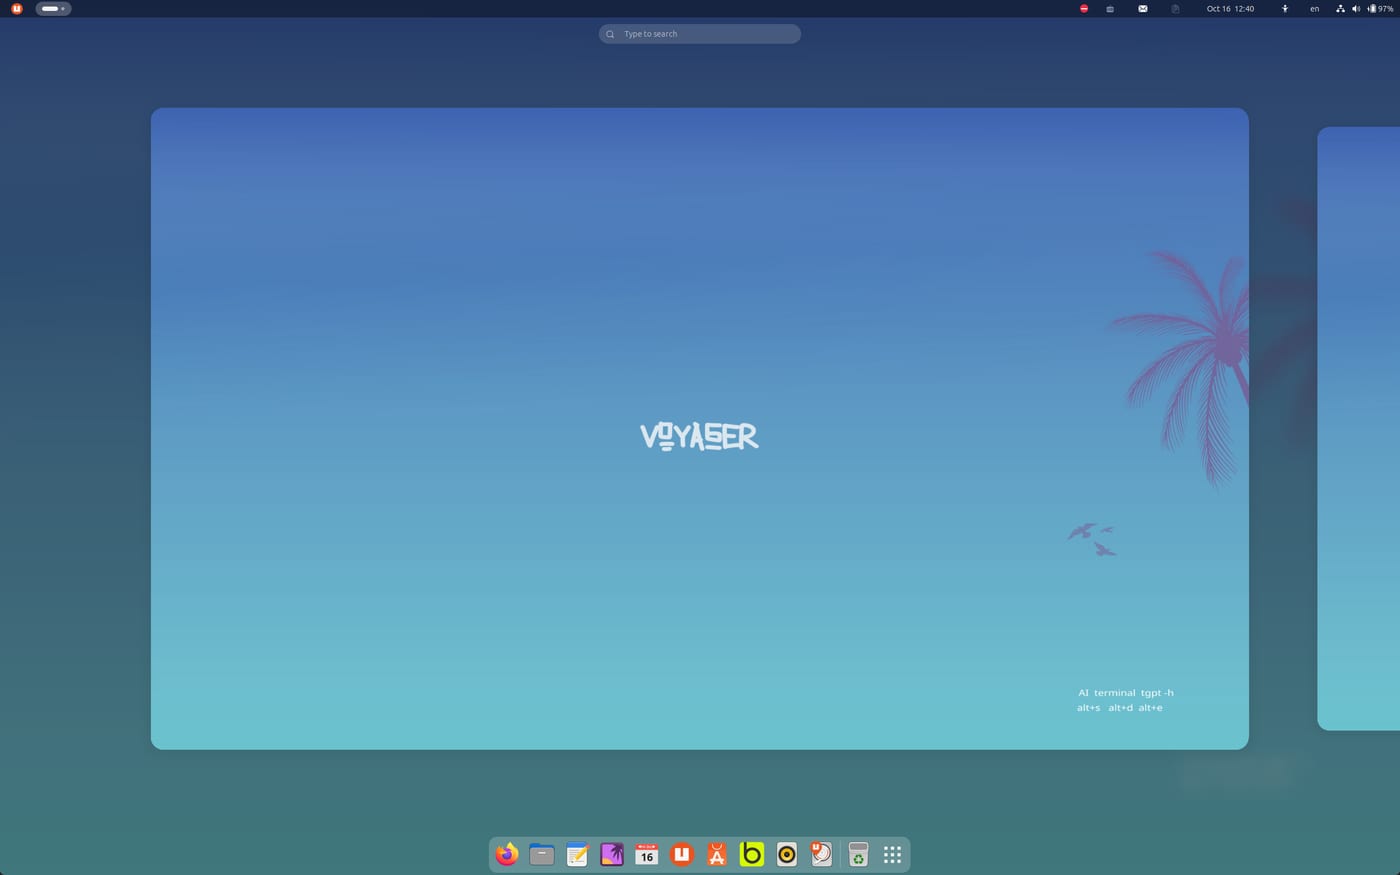 Oct 16 12:40
en
97%
Type to search
VOYAGER
AI terminal tgpt -h
alt+s alt+d alt+e
16